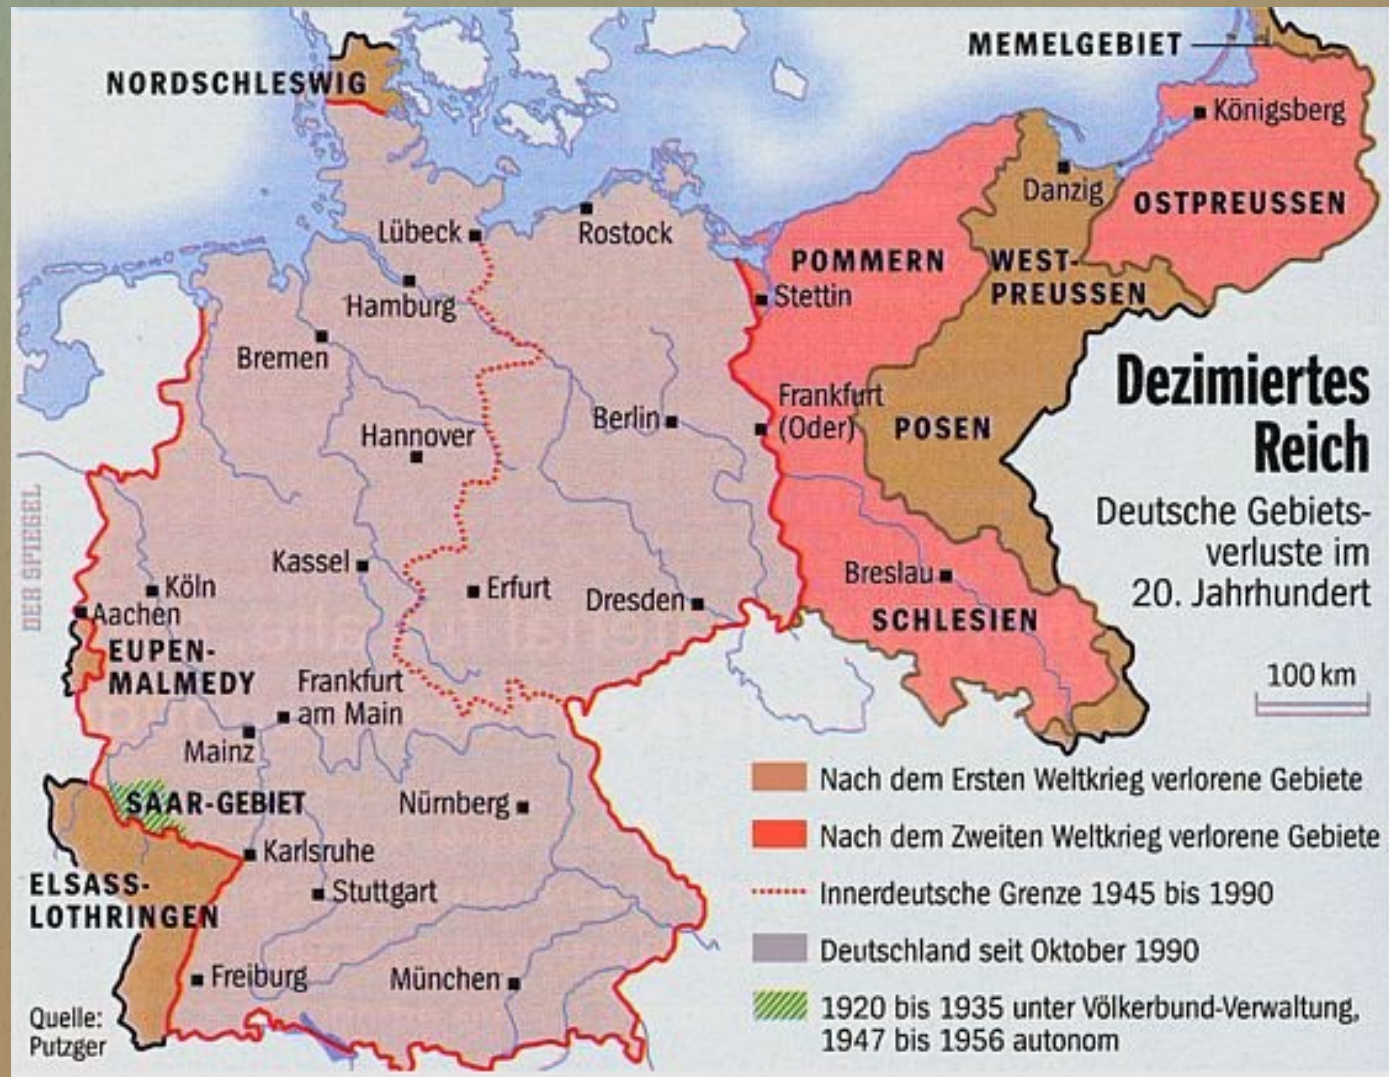 NORDSCHLESWIG
MEMELGEBIET
Königsberg
Danzig
OSTPREUSSEN
Lübeck
Rostock
POMMERN
WEST-
PREUSSEN
Stettin
Hamburg
Bremen
Dezimiertes
Reich
Deutsche Gebiets-
verluste im
20. Jahrhundert
Berlin
Frankfurt
(Oder)
POSEN
Hannover
DER SPIEGEL
Kassel
Breslau
SCHLESIEN
Köln
Aachen
Erfurt
Dresden
EUPEN-
MALMEDY
Frankfurt
am Main
100 km
Mainz
SAAR-GEBIET
Nürnberg
Karlsruhe
Stuttgart
ELSASS-
LOTHRINGEN
Freiburg
München
Nach dem Ersten Weltkrieg verlorene Gebiete
Nach dem Zweiten Weltkrieg verlorene Gebiete
Innerdeutsche Grenze 1945 bis 1990
Deutschland seit Oktober 1990
1920 bis 1935 unter Völkerbund-Verwaltung,
1947 bis 1956 autonom
Quelle:
Putzger